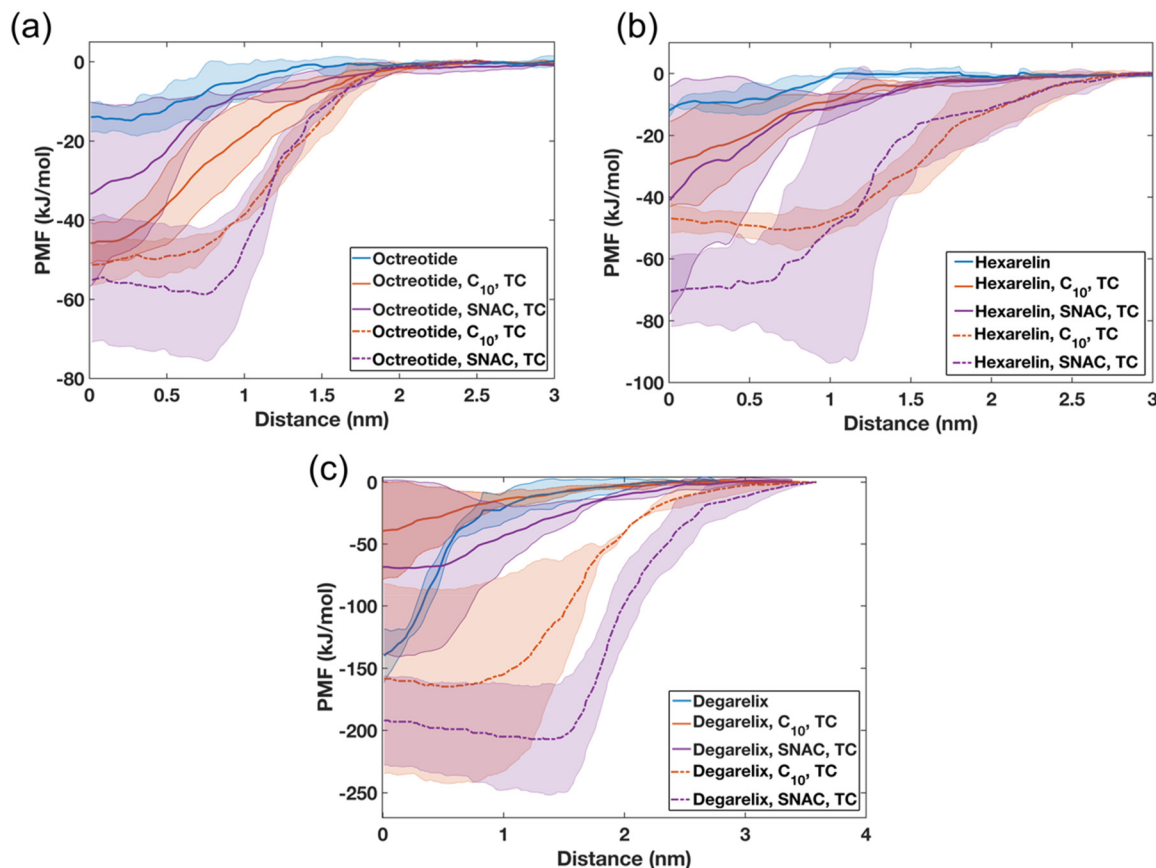 (a)
0
-20
-40
-60
-80
PMF (kJ/mol)
Octreotide
Octreotide, C10, TC
Octreotide, SNAC, TC
Octreotide, C10, TC
Octreotide, SNAC, TC
0 0.5 1 1.5 2 2.5 3
Distance (nm)
(b)
0
-20
-40
-60
-80
-100
PMF (kJ/mol)
Hexarelin
Hexarelin, C10, TC
Hexarelin, SNAC, TC
Hexarelin, C10, TC
Hexarelin, SNAC, TC
0 0.5 1 1.5 2 2.5 3
Distance (nm)
(c)
0
-50
-100
-150
-200
-250
PMF (kJ/mol)
Degarelix
Degarelix, C10, TC
Degarelix, SNAC, TC
Degarelix, C10, TC
Degarelix, SNAC, TC
0 1 2 3 4
Distance (nm)